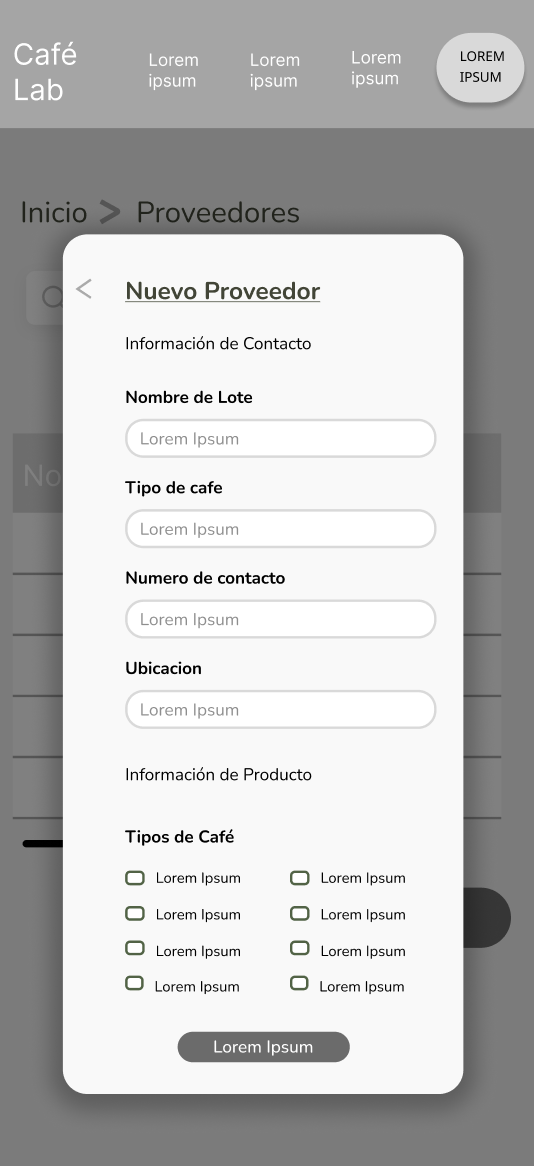 Café
Lab
Lorem
ipsum
Lorem
ipsum
Lorem
ipsum
LOREM
IPSUM
Inicio > Proveedores
<
Nuevo Proveedor
Información de Contacto
Nombre de Lote
Lorem Ipsum
Tipo de cafe
Lorem Ipsum
Numero de contacto
Lorem Ipsum
Ubicacion
Lorem Ipsum
Información de Producto
Tipos de Café
Lorem Ipsum Lorem Ipsum
Lorem Ipsum Lorem Ipsum
Lorem Ipsum Lorem Ipsum
Lorem Ipsum Lorem Ipsum
Lorem Ipsum